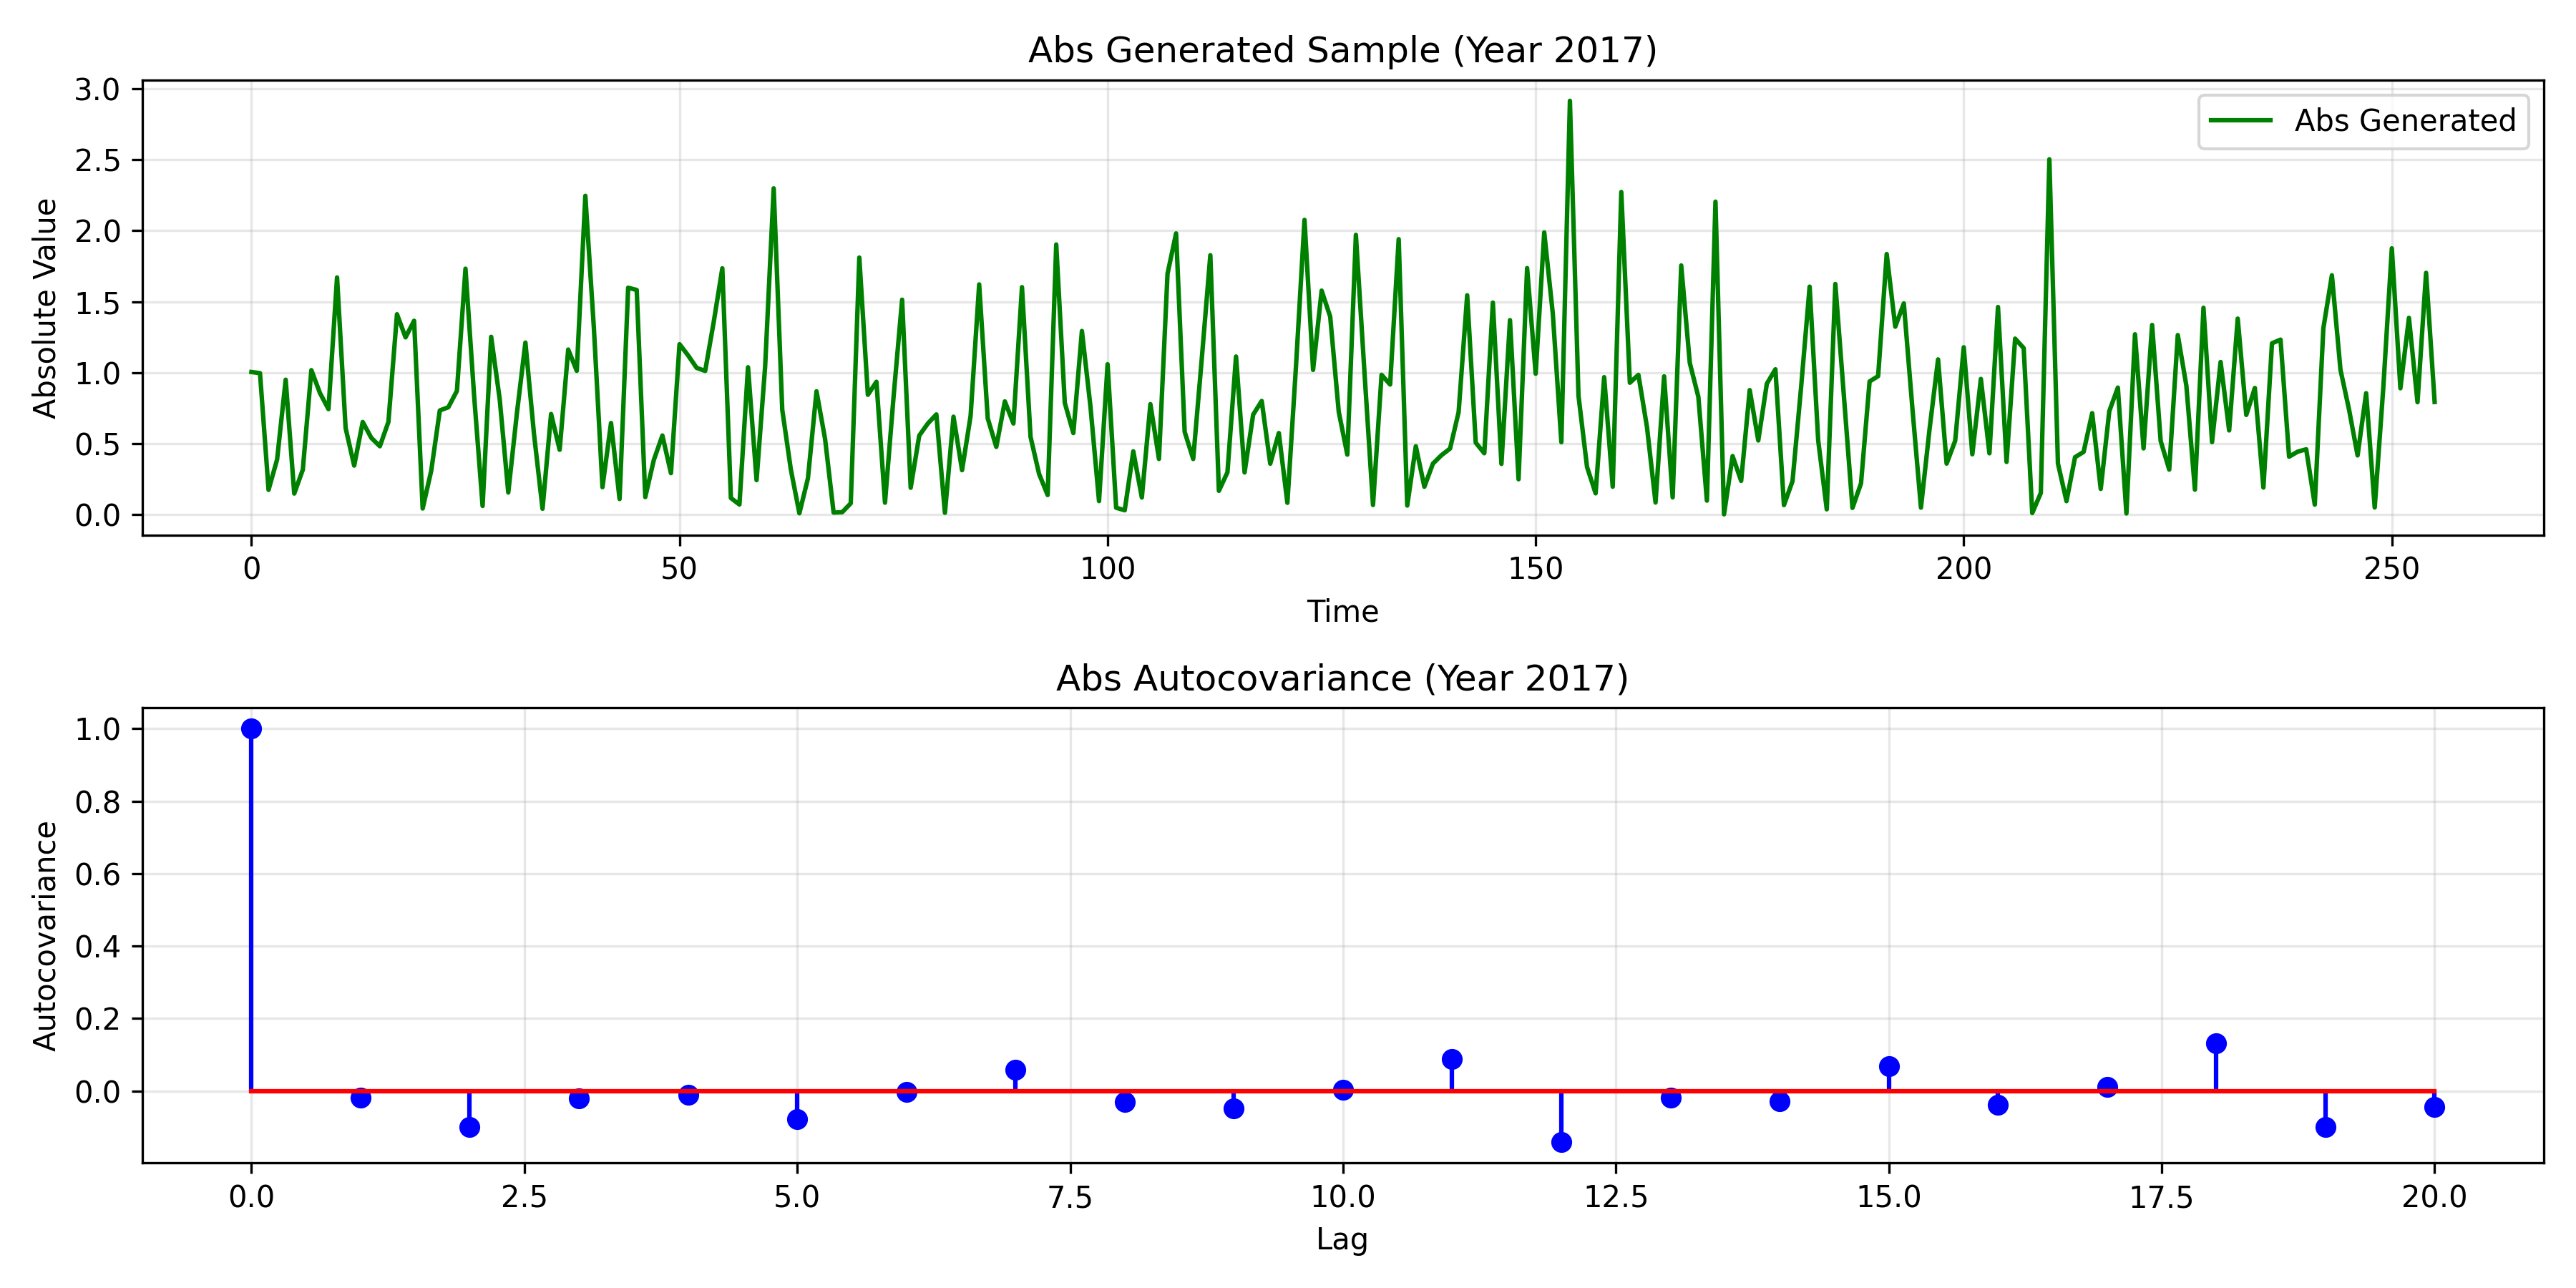 Abs Generated Sample (Year 2017)
3.0
2.5
2.0
1.5
1.0
0.5
0.0
Absolute Value
Abs Generated
0 50 100 150 200 250
Time
Abs Autocovariance (Year 2017)
1.0
0.8
0.6
0.4
0.2
0.0
Autocovariance
0.0 2.5 5.0 7.5 10.0 12.5 15.0 17.5 20.0
Lag